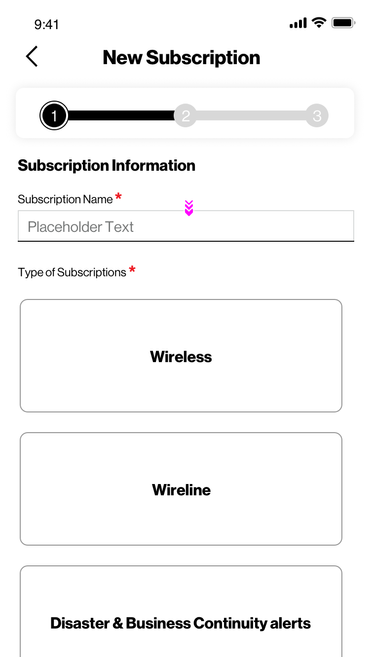 9:41
New Subscription
1 2 3
Subscription Information
Subscription Name *
Placeholder Text
Type of Subscriptions *
Wireless
Wireline
Disaster & Business Continuity alerts